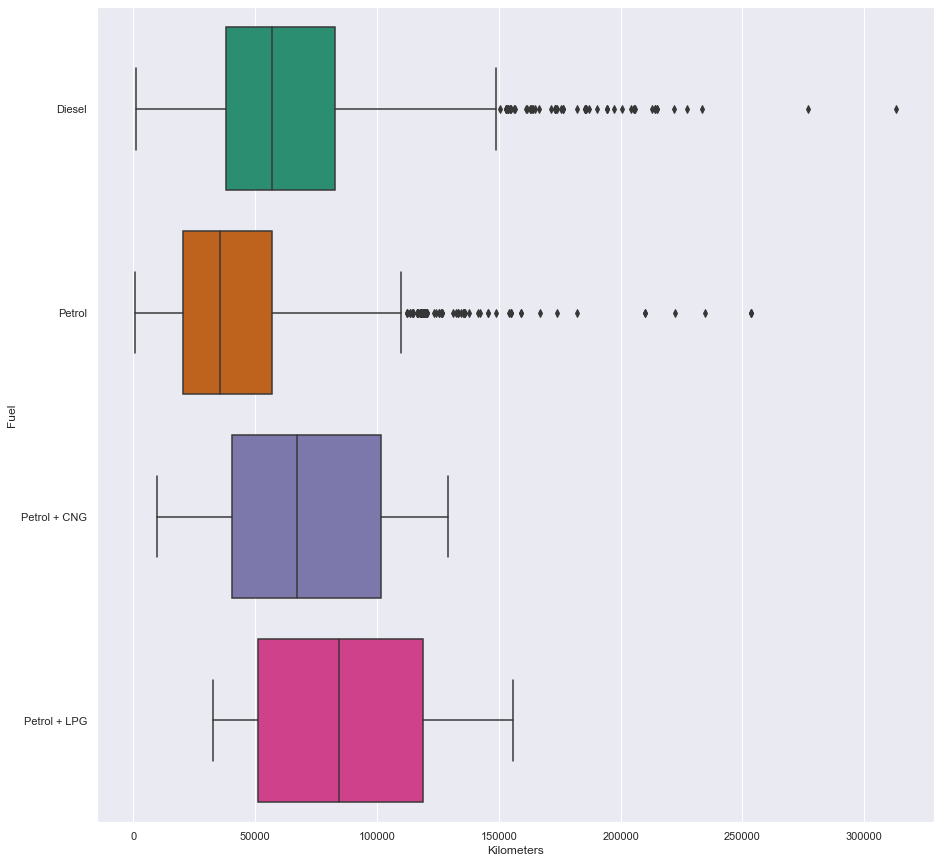 Diesel
Petrol
Fuel
Petrol + CNG
Petrol + LPG
0 50000 100000 150000 200000 250000 300000
Kilometers